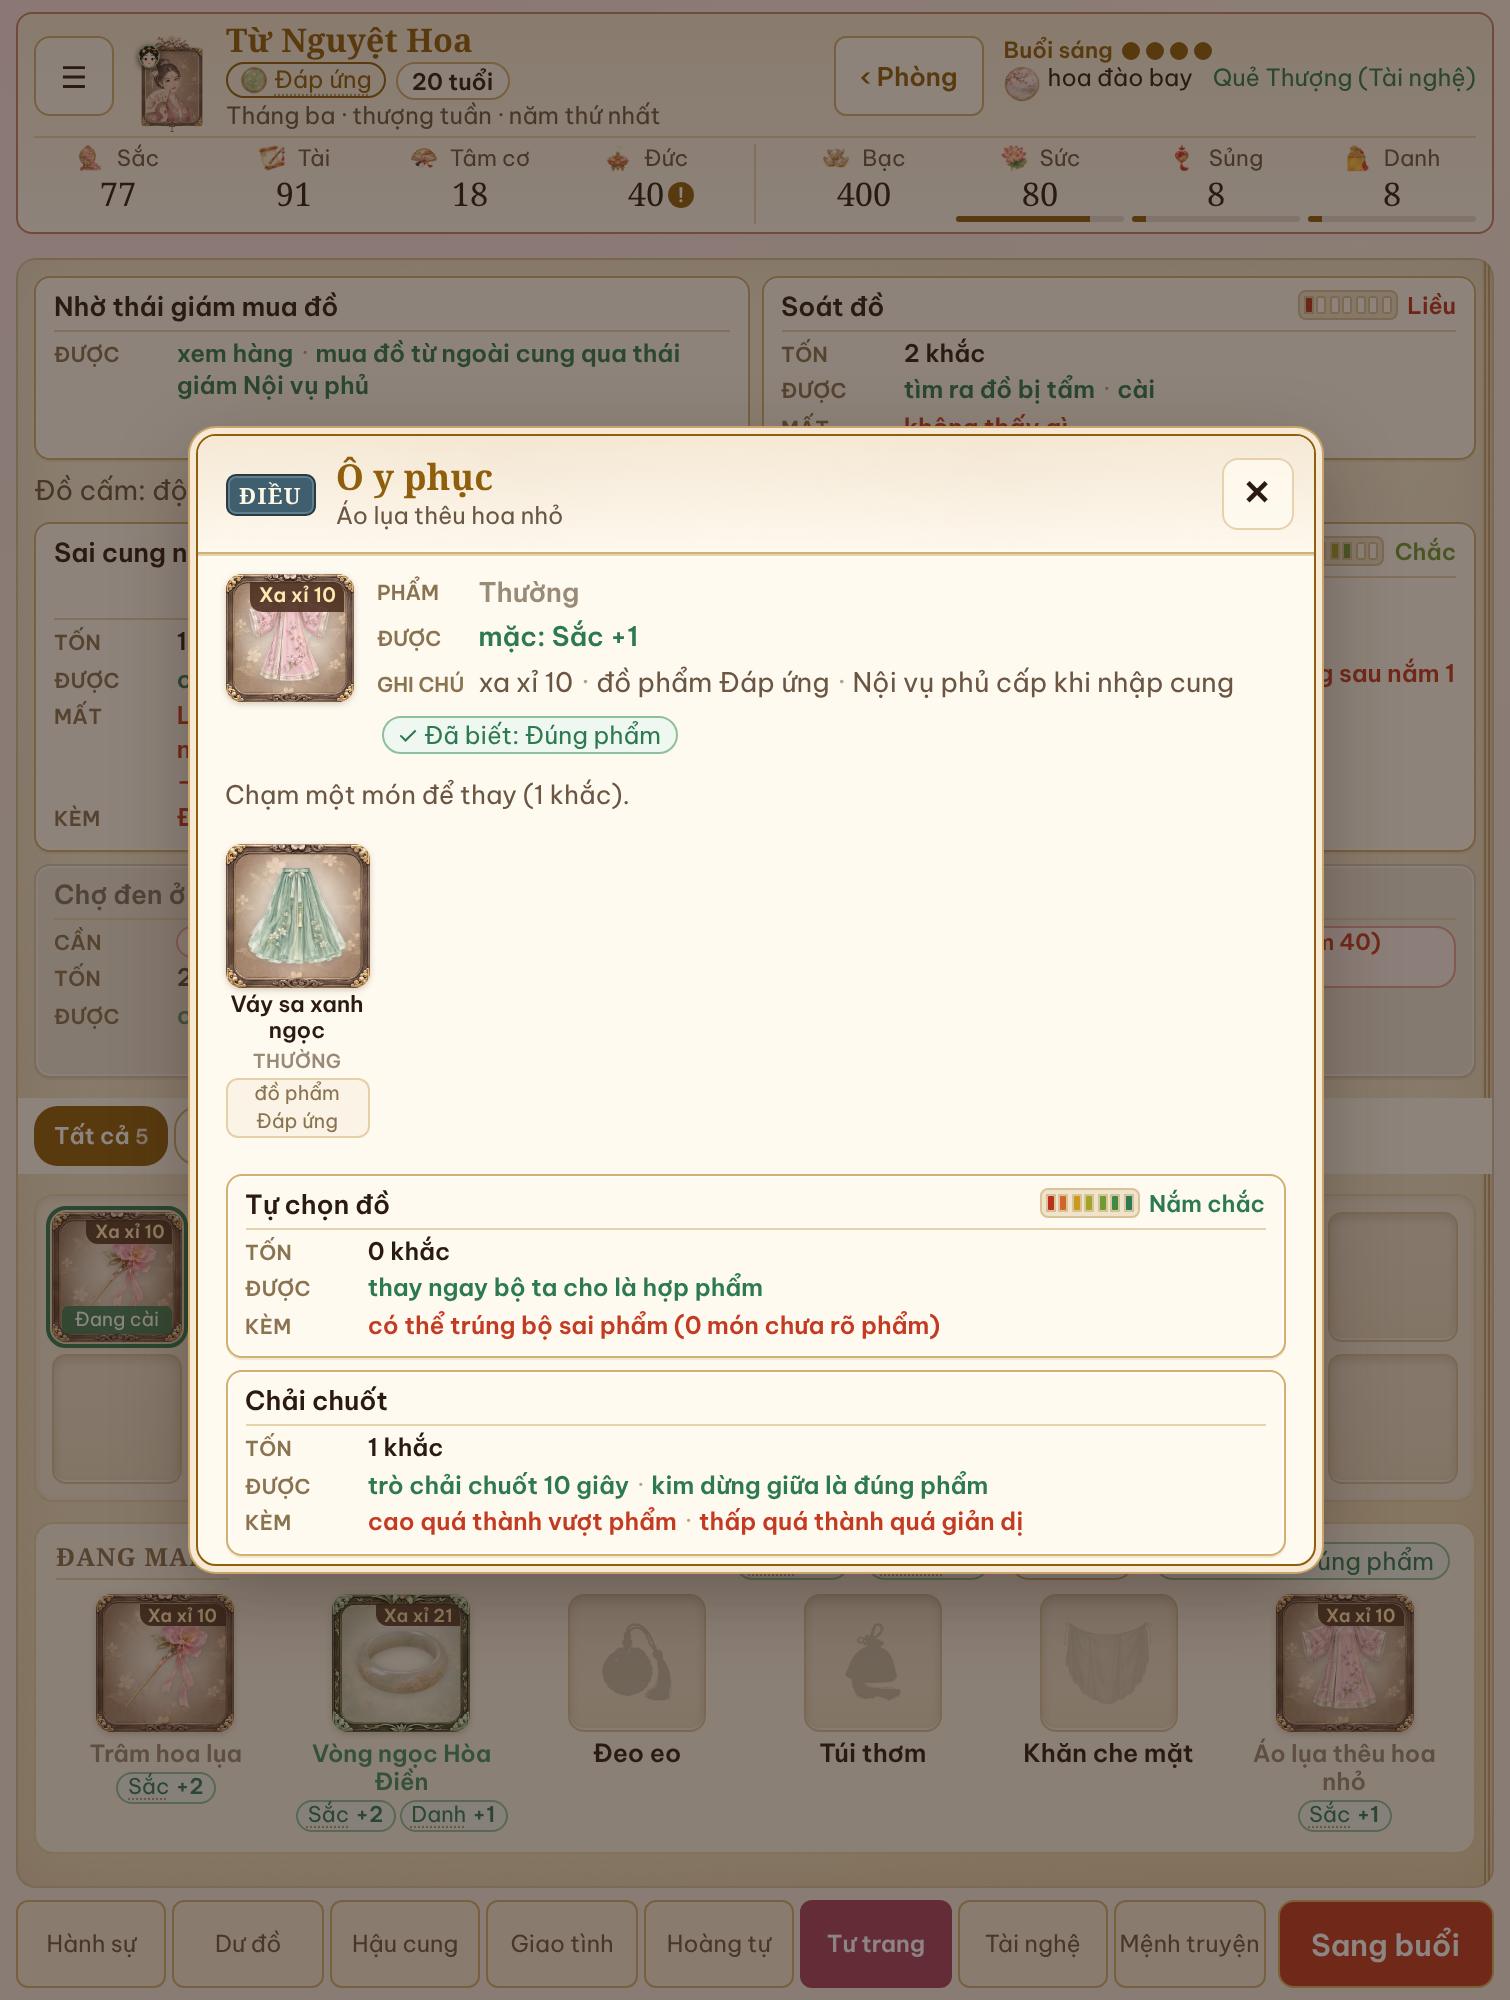 Từ Nguyệt Hoa
Đáp ứng
20 tuổi
Tháng ba · thượng tuần · năm thứ nhất
‹ Phòng
Buổi sáng
hoa đào bay
Quẻ Thượng (Tài nghệ)
Sắc
77
Tài
91
Tâm cơ
18
Đức
40 !
Bạc
400
Sức
80
Sủng
8
Danh
8
Nhờ thái giám mua đồ
ĐƯỢC
xem hàng · mua đồ từ ngoài cung qua thái
giám Nội vụ phủ
Soát đồ
Liều
TỐN
2 khắc
ĐƯỢC
tìm ra đồ bị tẩm · cài
MẤT
không thấy gì
Đồ cấm: độ
Sai cung n
Chắc
TỐN
1
ĐƯỢC
sau nắm 1
MẤT
KÈM
Chợ đen ở
CẦN
40)
TỐN
2
ĐƯỢC
ĐIỀU
Ô y phục
Áo lụa thêu hoa nhỏ
✕
Xa xỉ 10
PHẨM
Thường
ĐƯỢC
mặc: Sắc +1
GHI CHÚ
xa xỉ 10 · đồ phẩm Đáp ứng · Nội vụ phủ cấp khi nhập cung
✓ Đã biết: Đúng phẩm
Chạm một món để thay (1 khắc).
Váy sa xanh
ngọc
THƯỜNG
đồ phẩm
Đáp ứng
Tự chọn đồ
Nắm chắc
TỐN
0 khắc
ĐƯỢC
thay ngay bộ ta cho là hợp phẩm
KÈM
có thể trúng bộ sai phẩm (0 món chưa rõ phẩm)
Chải chuốt
TỐN
1 khắc
ĐƯỢC
trò chải chuốt 10 giây · kim dừng giữa là đúng phẩm
KÈM
cao quá thành vượt phẩm · thấp quá thành quá giản dị
Tất cả 5
Xa xỉ 10
Đang cài
ĐANG MA
úng phẩm
Xa xỉ 10
Trâm hoa lụa
Sắc +2
Xa xỉ 21
Vòng ngọc Hòa
Điền
Sắc +2
Danh +1
Đeo eo
Túi thơm
Khăn che mặt
Xa xỉ 10
Áo lụa thêu hoa
nhỏ
Sắc +1
Hành sự
Dư đồ
Hậu cung
Giao tình
Hoàng tự
Tư trang
Tài nghệ
Mệnh truyện
Sang buổi